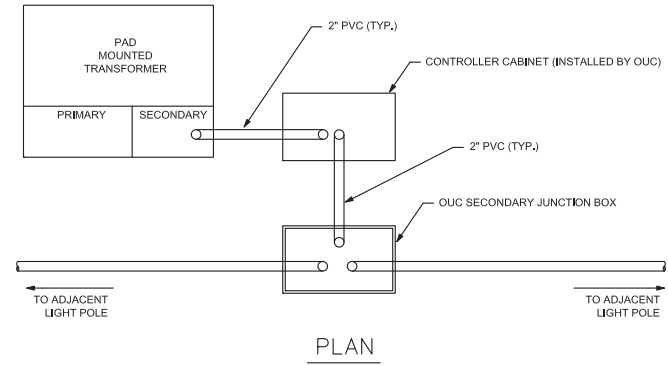 PAD
MOUNTED
TRANSFORMER
2" PVC (TYP.)
CONTROLLER CABINET (INSTALLED BY OUC)
PRIMARY
SECONDARY
2" PVC (TYP.)
OUC SECONDARY JUNCTION BOX
TO ADJACENT
LIGHT POLE
TO ADJACENT
LIGHT POLE
PLAN